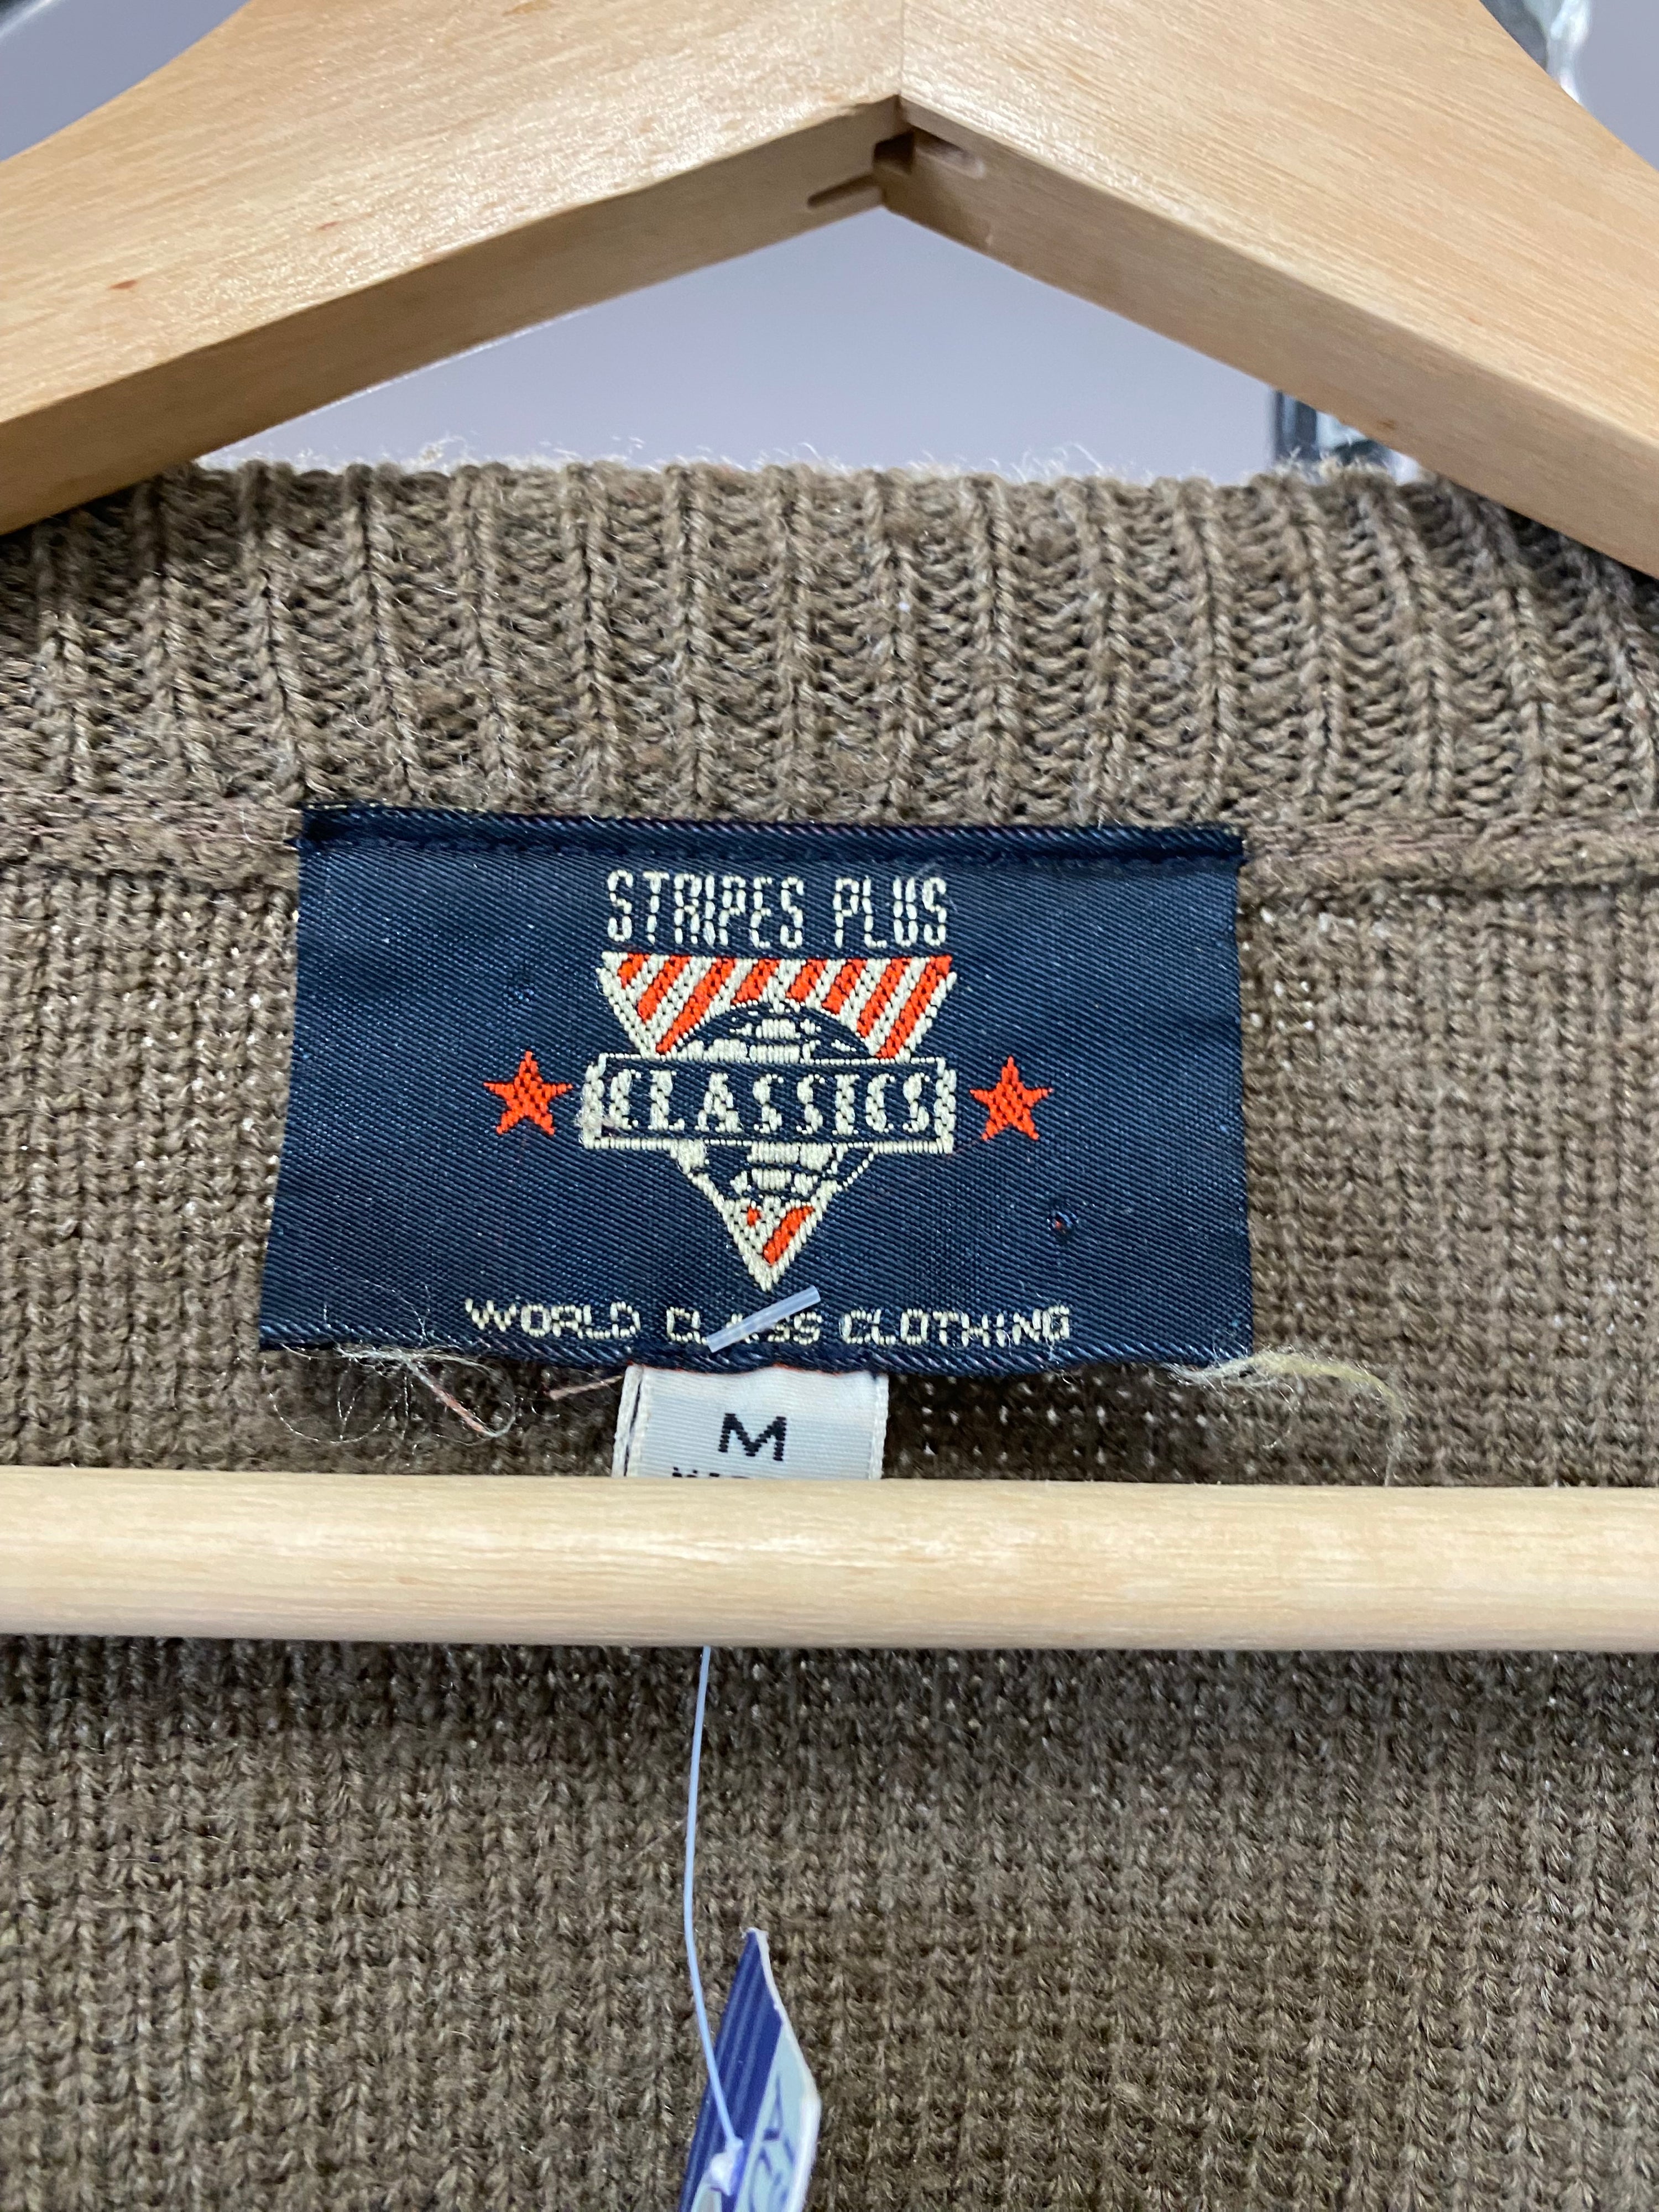 STRIPES PLUS
CLASSICS
WORLD CLASS CLOTHING
M